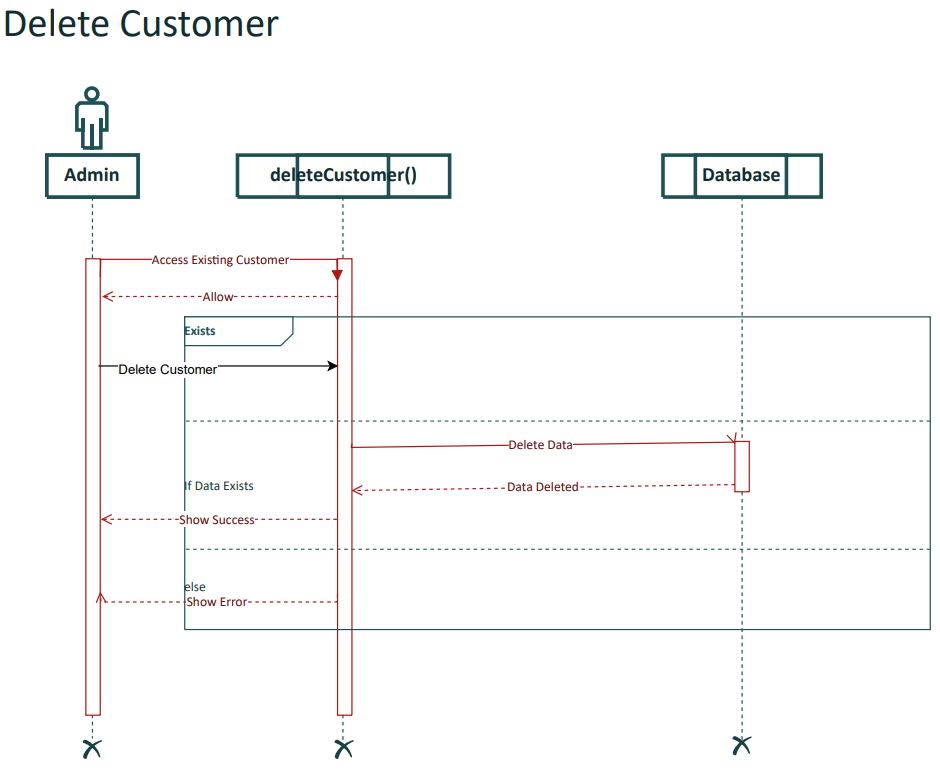 Delete Customer
Admin
deleteCustomer()
Database
Access Existing Customer
Allow
Exists
Delete Customer
Delete Data
If Data Exists
Data Deleted
Show Success
else
Show Error